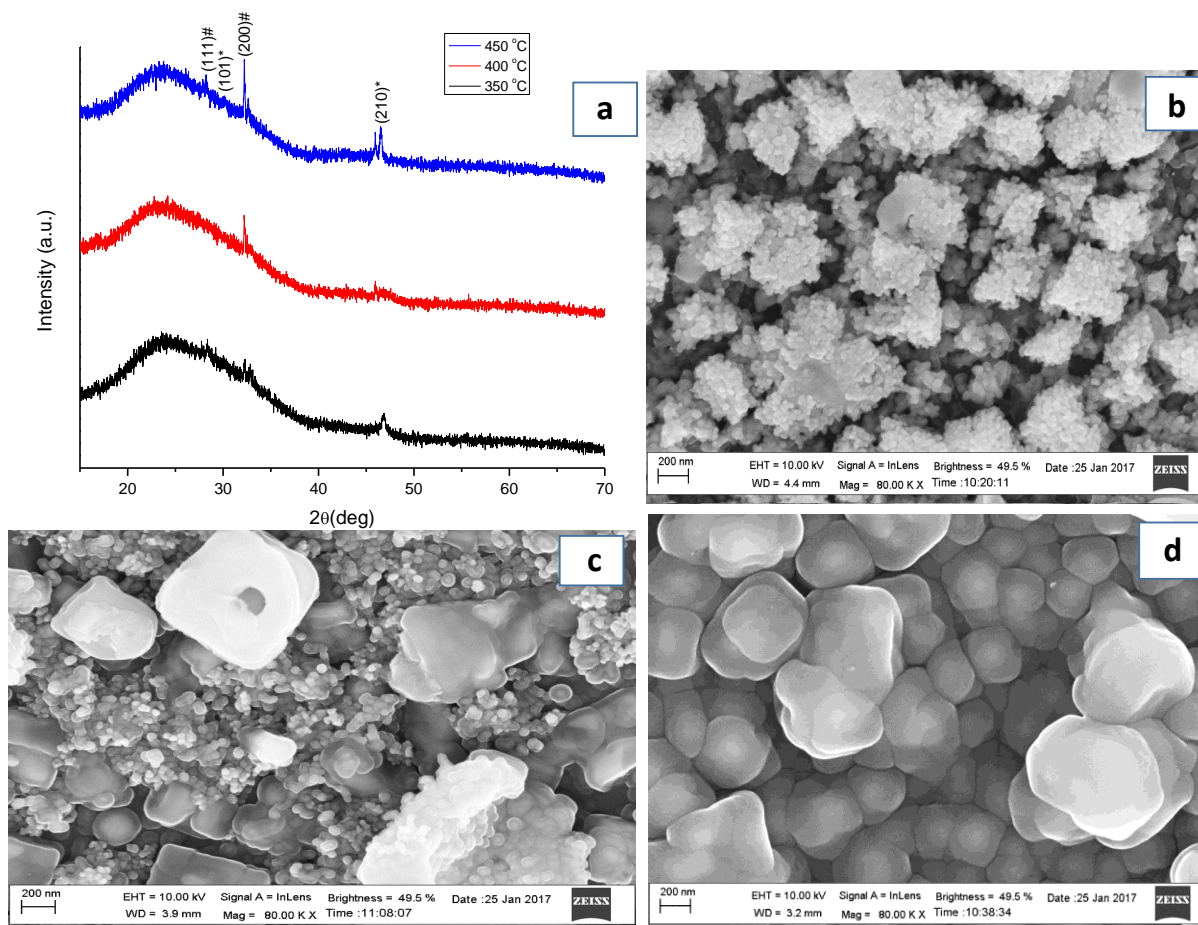 (111)#
(101)*
(200)#
(210)*
450 °C
400 °C
350 °C
a
Intensity (a.u.)
20 30 40 50 60 70
2θ(deg)
b
200 nm
EHT = 10.00 kV Signal A = InLens Brightness = 49.5 % Date :25 Jan 2017
WD = 4.4 mm Mag = 80.00 K X Time :10:20:11
ZEISS
c
200 nm
EHT = 10.00 kV Signal A = InLens Brightness = 49.5 % Date :25 Jan 2017
WD = 3.9 mm Mag = 80.00 K X Time :11:08:07
ZEISS
d
200 nm
EHT = 10.00 kV Signal A = InLens Brightness = 49.5 % Date :25 Jan 2017
WD = 3.2 mm Mag = 80.00 K X Time :10:38:34
ZEISS